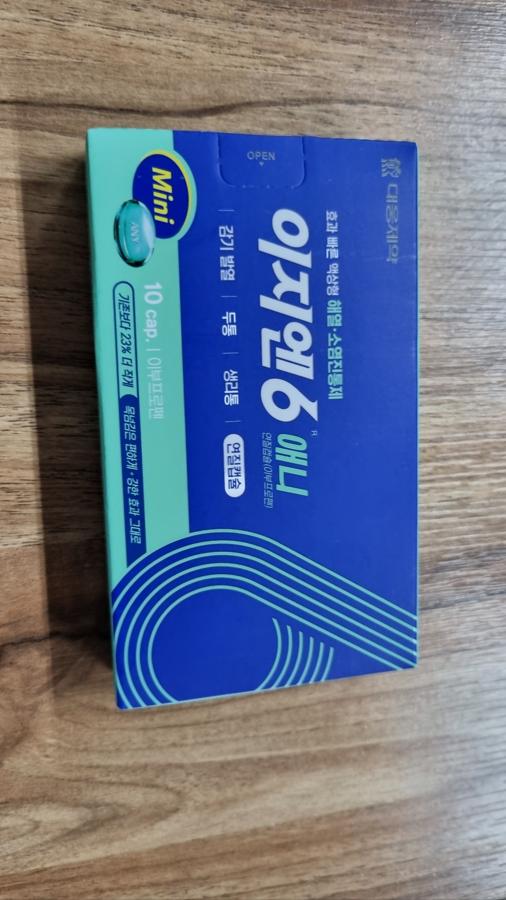 대웅제약
효과 빠른 액상형 해열·소염진통제
이지엔6 애니
연질캡슐(이부프로펜)
감기 발열 | 두통 | 생리통 연질캡슐
OPEN
Mini
ANY
10 cap. | 이부프로펜
기존보다 23% 더 작게
목넘김은 편하게·강한 효과 그대로